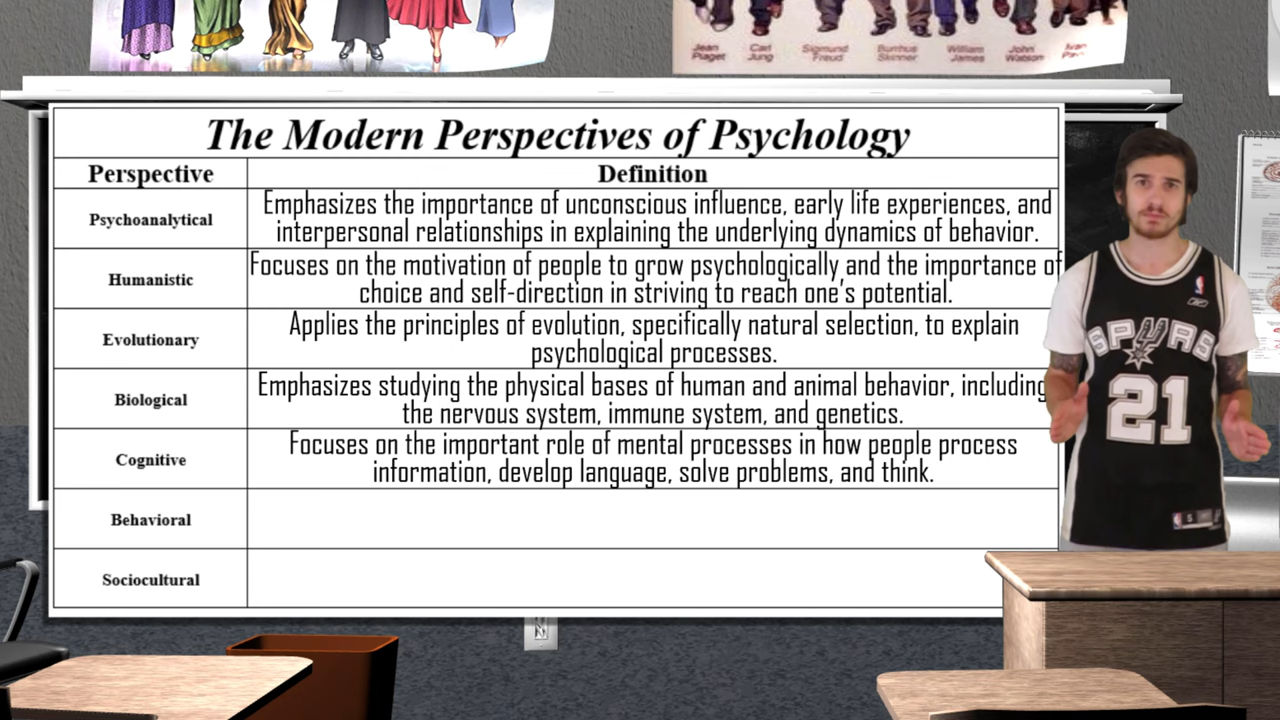 Jean Carl Sigmund Burrhus William John Ivan
Piaget Jung Freud Skinner James Watson
The Modern Perspectives of Psychology
Perspective Definition
Psychoanalytical
Emphasizes the importance of unconscious influence, early life experiences, and
interpersonal relationships in explaining the underlying dynamics of behavior.
Humanistic
Focuses on the motivation of people to grow psychologically and the importance of
choice and self-direction in striving to reach one's potential.
Evolutionary
Applies the principles of evoution, specifically natural selection, to explain
psychological processes.
Biological
Emphasizes studying the physical bases of human and animal behavior, including
the nervous system, immune system, and genetics.
Cognitive
Focuses on the important role of mental processes in how people process
information, develop language, solve problems, and think.
Behavioral
Sociocultural
SPURS
21